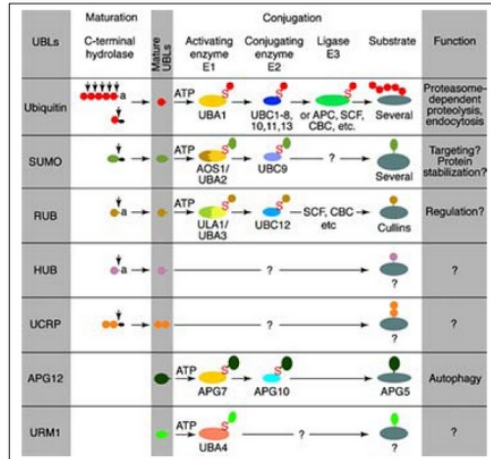 Maturation Conjugation
UBLs C-terminal hydrolase Mature UBLs Activating enzyme E1 Conjugating enzyme E2 Ligase E3 Substrate Function
Ubiquitin a ATP S UBA1 S UBC1-8, 10,11,13 S or APC, SCF, CBC, etc. Several Proteasome-dependent proteolysis, endocytosis
SUMO ATP S AOS1/ UBA2 S UBC9 ? Several Targeting? Protein stabilization?
RUB a ATP S ULA1/ UBA3 S UBC12 SCF, CBC etc Cullins Regulation?
HUB a ? ? ?
UCRP ? ? ?
APG12 ATP S APG7 S APG10 APG5 Autophagy
URM1 ATP S UBA4 ? ? ?